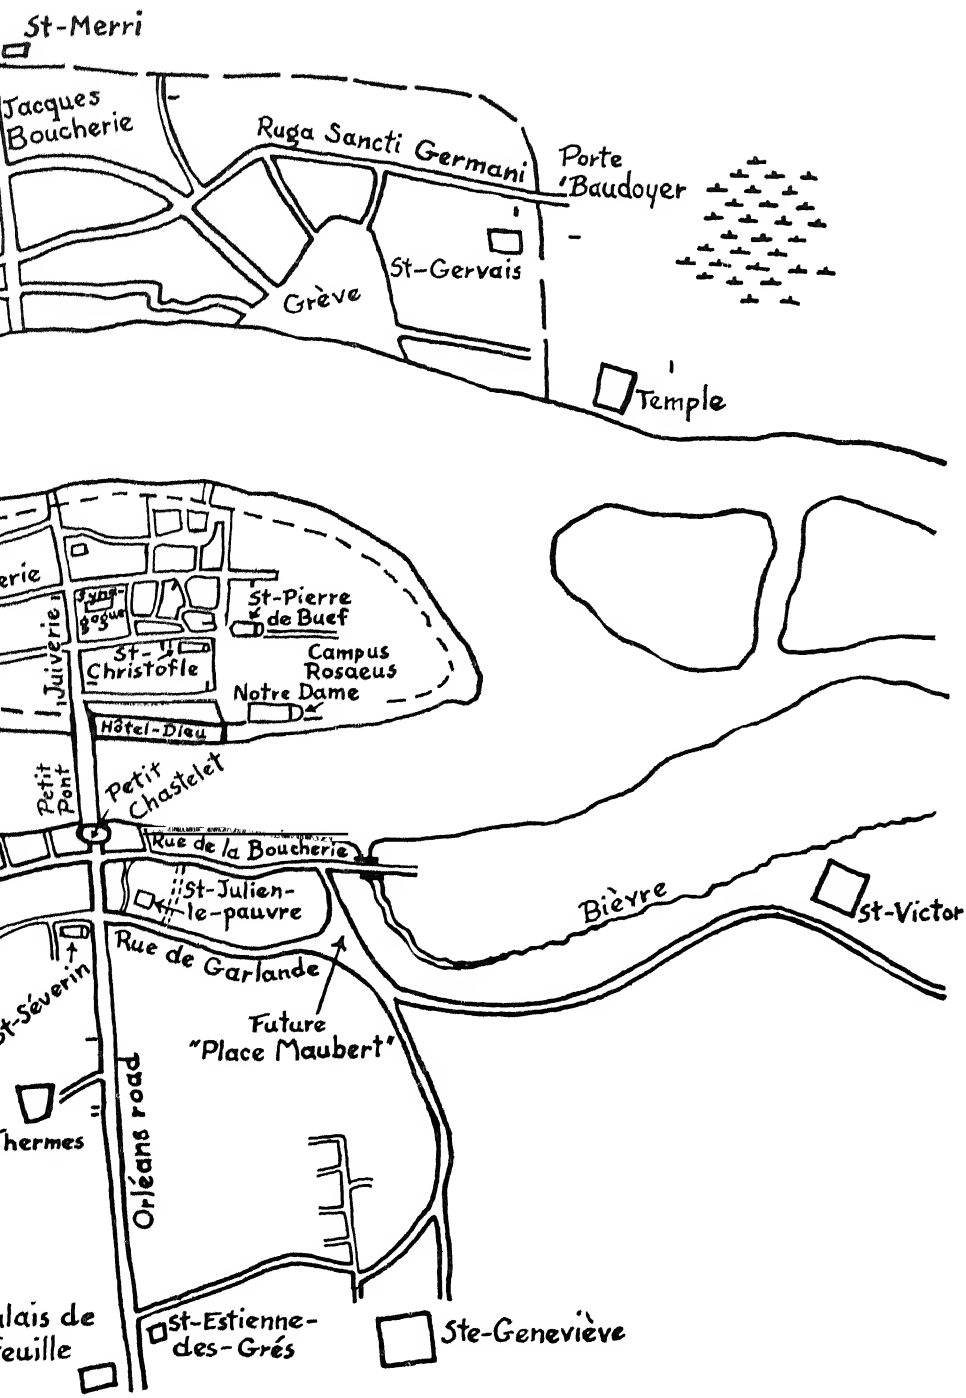 St-Merri
Jacques
Boucherie
Ruga Sancti Germani
Porte
Baudoyer
St-Gervais
Grève
Temple
erie
Syna-
gogue
Juiverie
St-Pierre
de Buef
St-
Christofle
Campus
Rosaeus
Notre Dame
Hôtel-Dieu
Petit
Pont
Petit
Chastelet
Rue de la Boucherie
St-Julien-
le-pauvre
Bièvre
St-Victor
Rue de Garlande
St-Séverin
Future
"Place Maubert"
Thermes
Orléans road
alais de
feuille
St-Estienne-
des-Grés
Ste-Geneviève